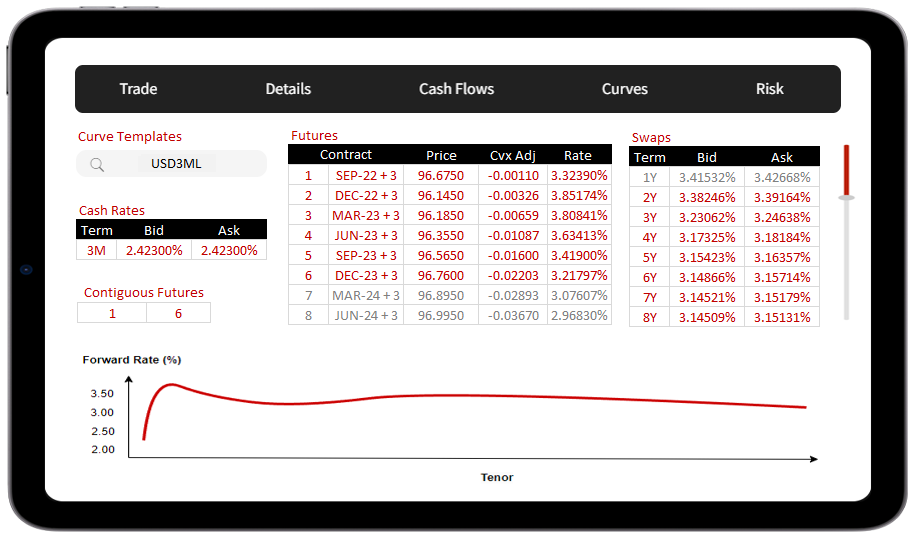 Trade Details Cash Flows Curves Risk
Curve Templates
USD3ML
Cash Rates
Term Bid Ask
3M 2.42300% 2.42300%
Contiguous Futures
1 6
Futures
Contract Price Cvx Adj Rate
1 SEP-22 + 3 96.6750 -0.00110 3.32390%
2 DEC-22 + 3 96.1450 -0.00326 3.85174%
3 MAR-23 + 3 96.1850 -0.00659 3.80841%
4 JUN-23 + 3 96.3550 -0.01087 3.63413%
5 SEP-23 + 3 96.5650 -0.01600 3.41900%
6 DEC-23 + 3 96.7600 -0.02203 3.21797%
7 MAR-24 + 3 96.8950 -0.02893 3.07607%
8 JUN-24 + 3 96.9950 -0.03670 2.96830%
Swaps
Term Bid Ask
1Y 3.41532% 3.42668%
2Y 3.38246% 3.39164%
3Y 3.23062% 3.24638%
4Y 3.17325% 3.18184%
5Y 3.15423% 3.16357%
6Y 3.14866% 3.15714%
7Y 3.14521% 3.15179%
8Y 3.14509% 3.15131%
Forward Rate (%)
3.50
3.00
2.50
2.00
Tenor